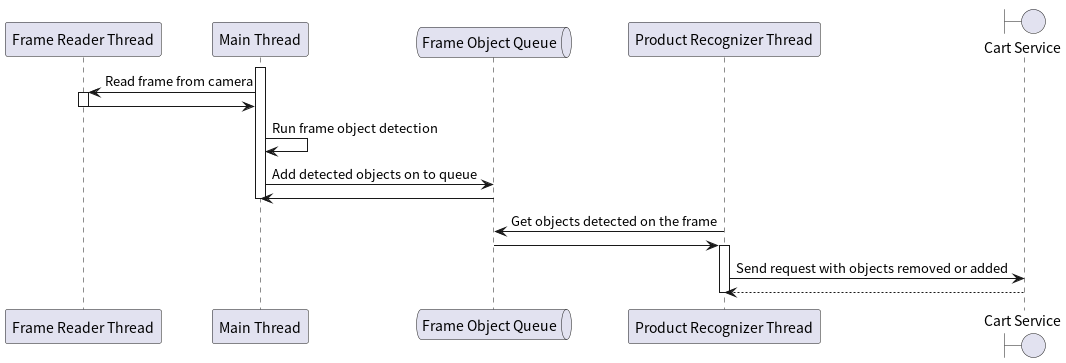 Frame Reader Thread
Main Thread
Frame Object Queue
Product Recognizer Thread
Cart Service
Read frame from camera
Run frame object detection
Add detected objects on to queue
Get objects detected on the frame
Send request with objects removed or added
Frame Reader Thread
Main Thread
Frame Object Queue
Product Recognizer Thread
Cart Service